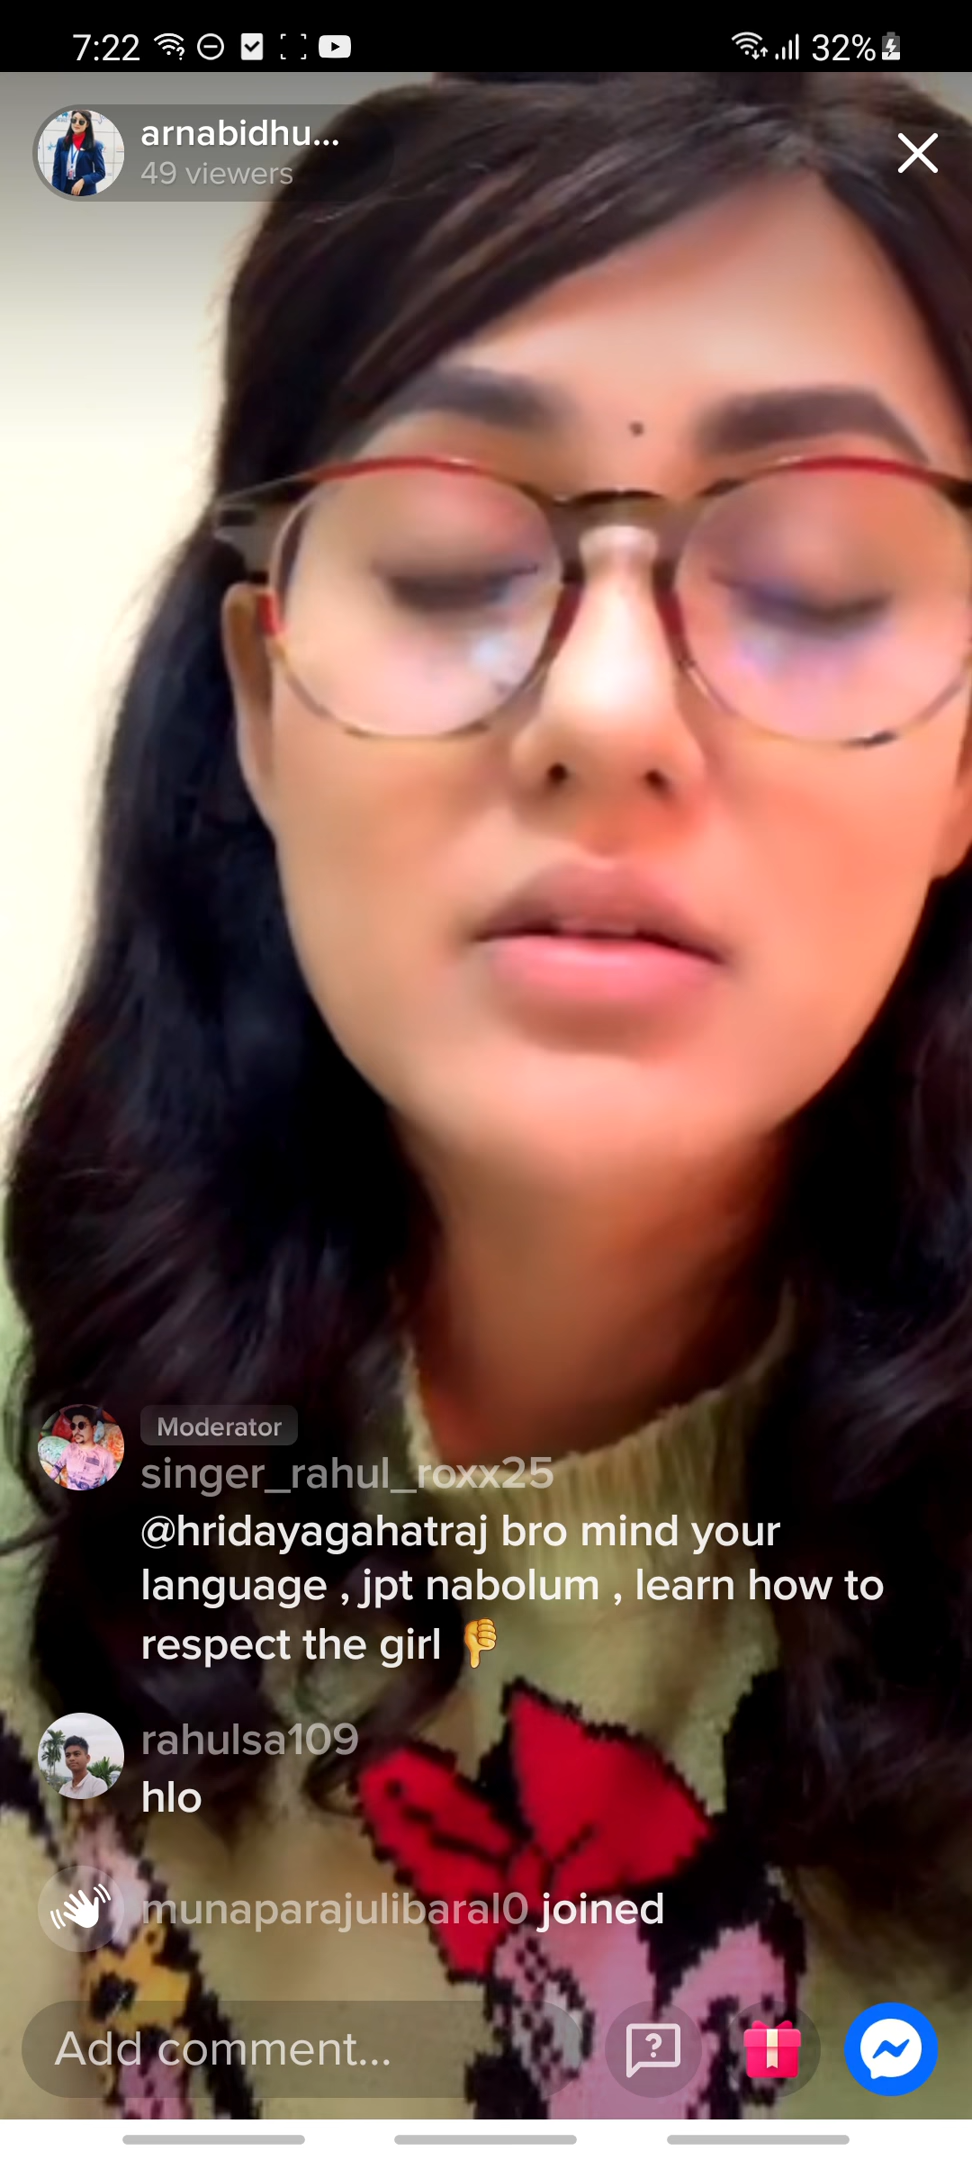 7:22
32%
arnabidhu...
49 viewers
Moderator
singer_rahul_roxx25
@hridayagahatraj bro mind your
language , jpt nabolum , learn how to
respect the girl 👎
rahulsa109
hlo
munaparajulibaral0 joined
Add comment...